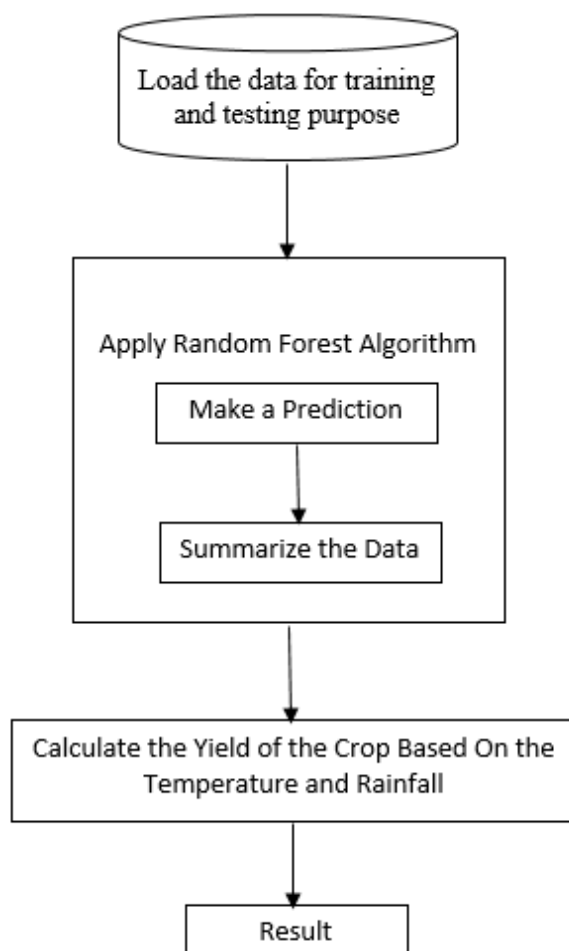 Load the data for training
and testing purpose
Apply Random Forest Algorithm
Make a Prediction
Summarize the Data
Calculate the Yield of the Crop Based On the
Temperature and Rainfall
Result